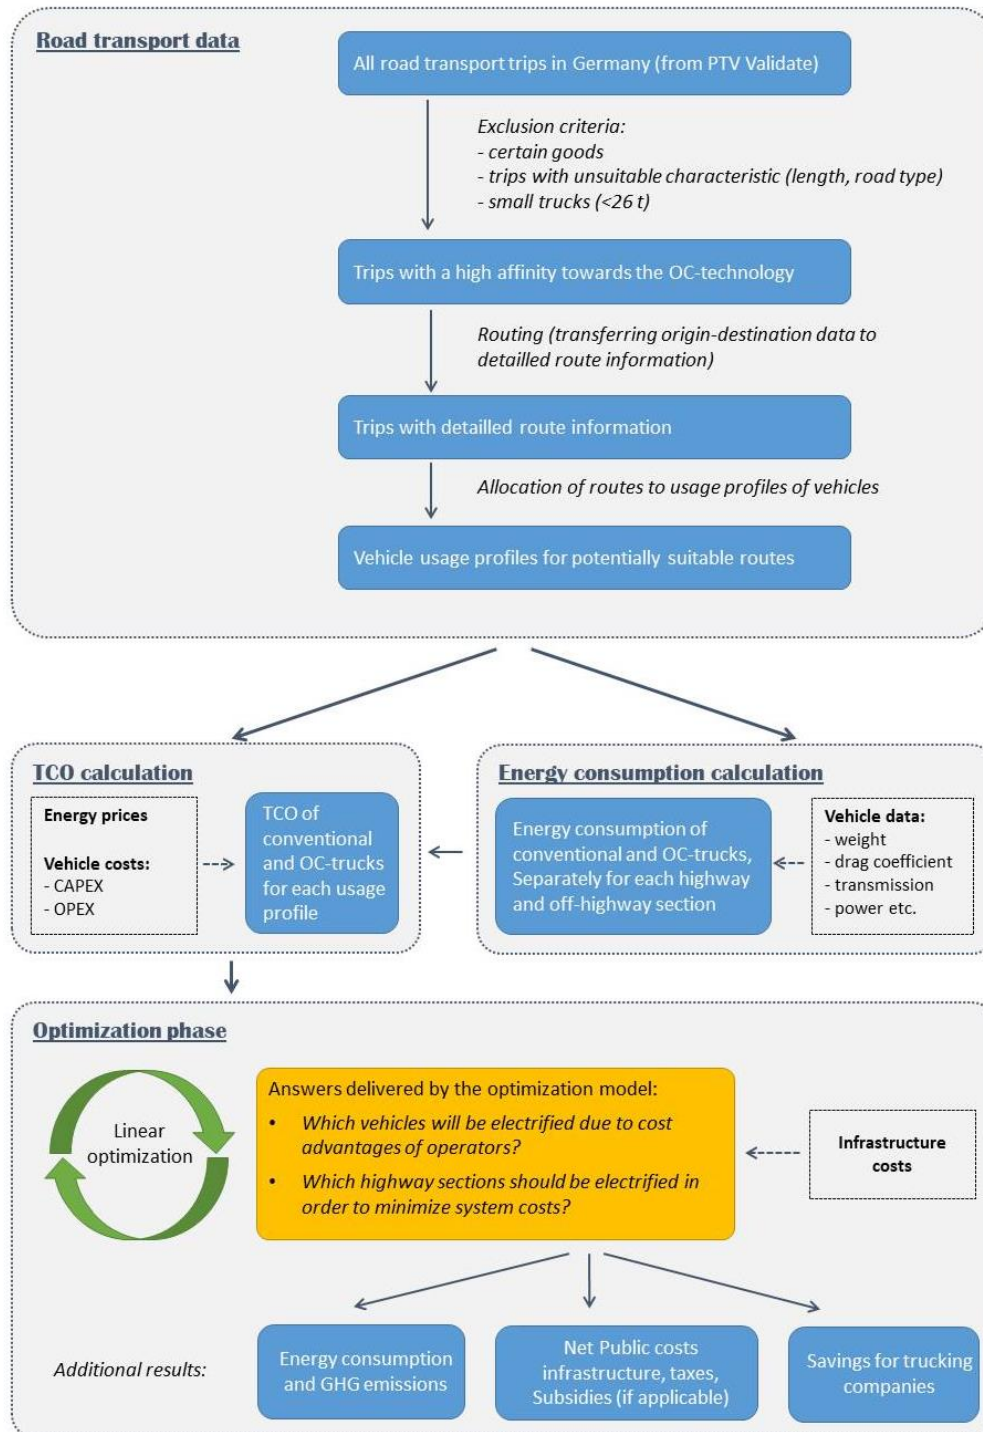 Road transport data
All road transport trips in Germany (from PTV Validate)
Exclusion criteria:
- certain goods
- trips with unsuitable characteristic (length, road type)
- small trucks (<26 t)
Trips with a high affinity towards the OC-technology
Routing (transferring origin-destination data to
detailled route information)
Trips with detailled route information
Allocation of routes to usage profiles of vehicles
Vehicle usage profiles for potentially suitable routes
TCO calculation
Energy prices
Vehicle costs:
- CAPEX
- OPEX
TCO of
conventional
and OC-trucks
for each usage
profile
Energy consumption calculation
Energy consumption of
conventional and OC-trucks,
Separately for each highway
and off-highway section
Vehicle data:
- weight
- drag coefficient
- transmission
- power etc.
Optimization phase
Linear
optimization
Answers delivered by the optimization model:
• Which vehicles will be electrified due to cost
advantages of operators?
• Which highway sections should be electrified in
order to minimize system costs?
Infrastructure
costs
Additional results:
Energy consumption
and GHG emissions
Net Public costs
infrastructure, taxes,
Subsidies (if applicable)
Savings for trucking
companies